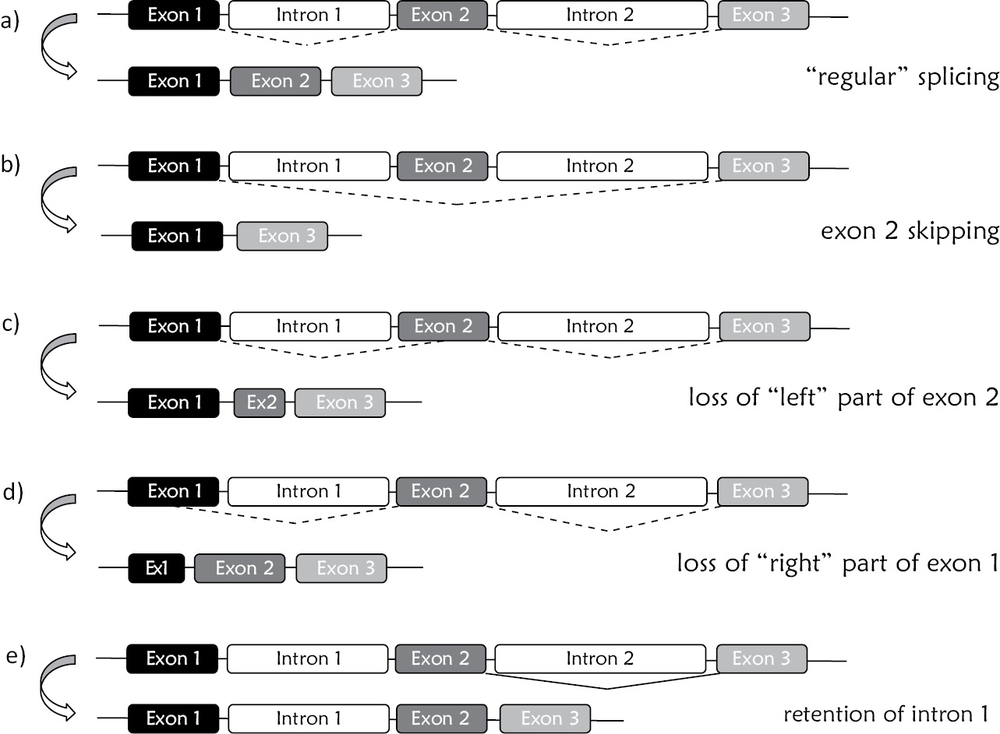 a) Exon 1 Intron 1 Exon 2 Intron 2 Exon 3
Exon 1 Exon 2 Exon 3
“regular” splicing
b) Exon 1 Intron 1 Exon 2 Intron 2 Exon 3
Exon 1 Exon 3
exon 2 skipping
c) Exon 1 Intron 1 Exon 2 Intron 2 Exon 3
Exon 1 Ex2 Exon 3
loss of “left” part of exon 2
d) Exon 1 Intron 1 Exon 2 Intron 2 Exon 3
Ex1 Exon 2 Exon 3
loss of “right” part of exon 1
e) Exon 1 Intron 1 Exon 2 Intron 2 Exon 3
Exon 1 Intron 1 Exon 2 Exon 3
retention of intron 1